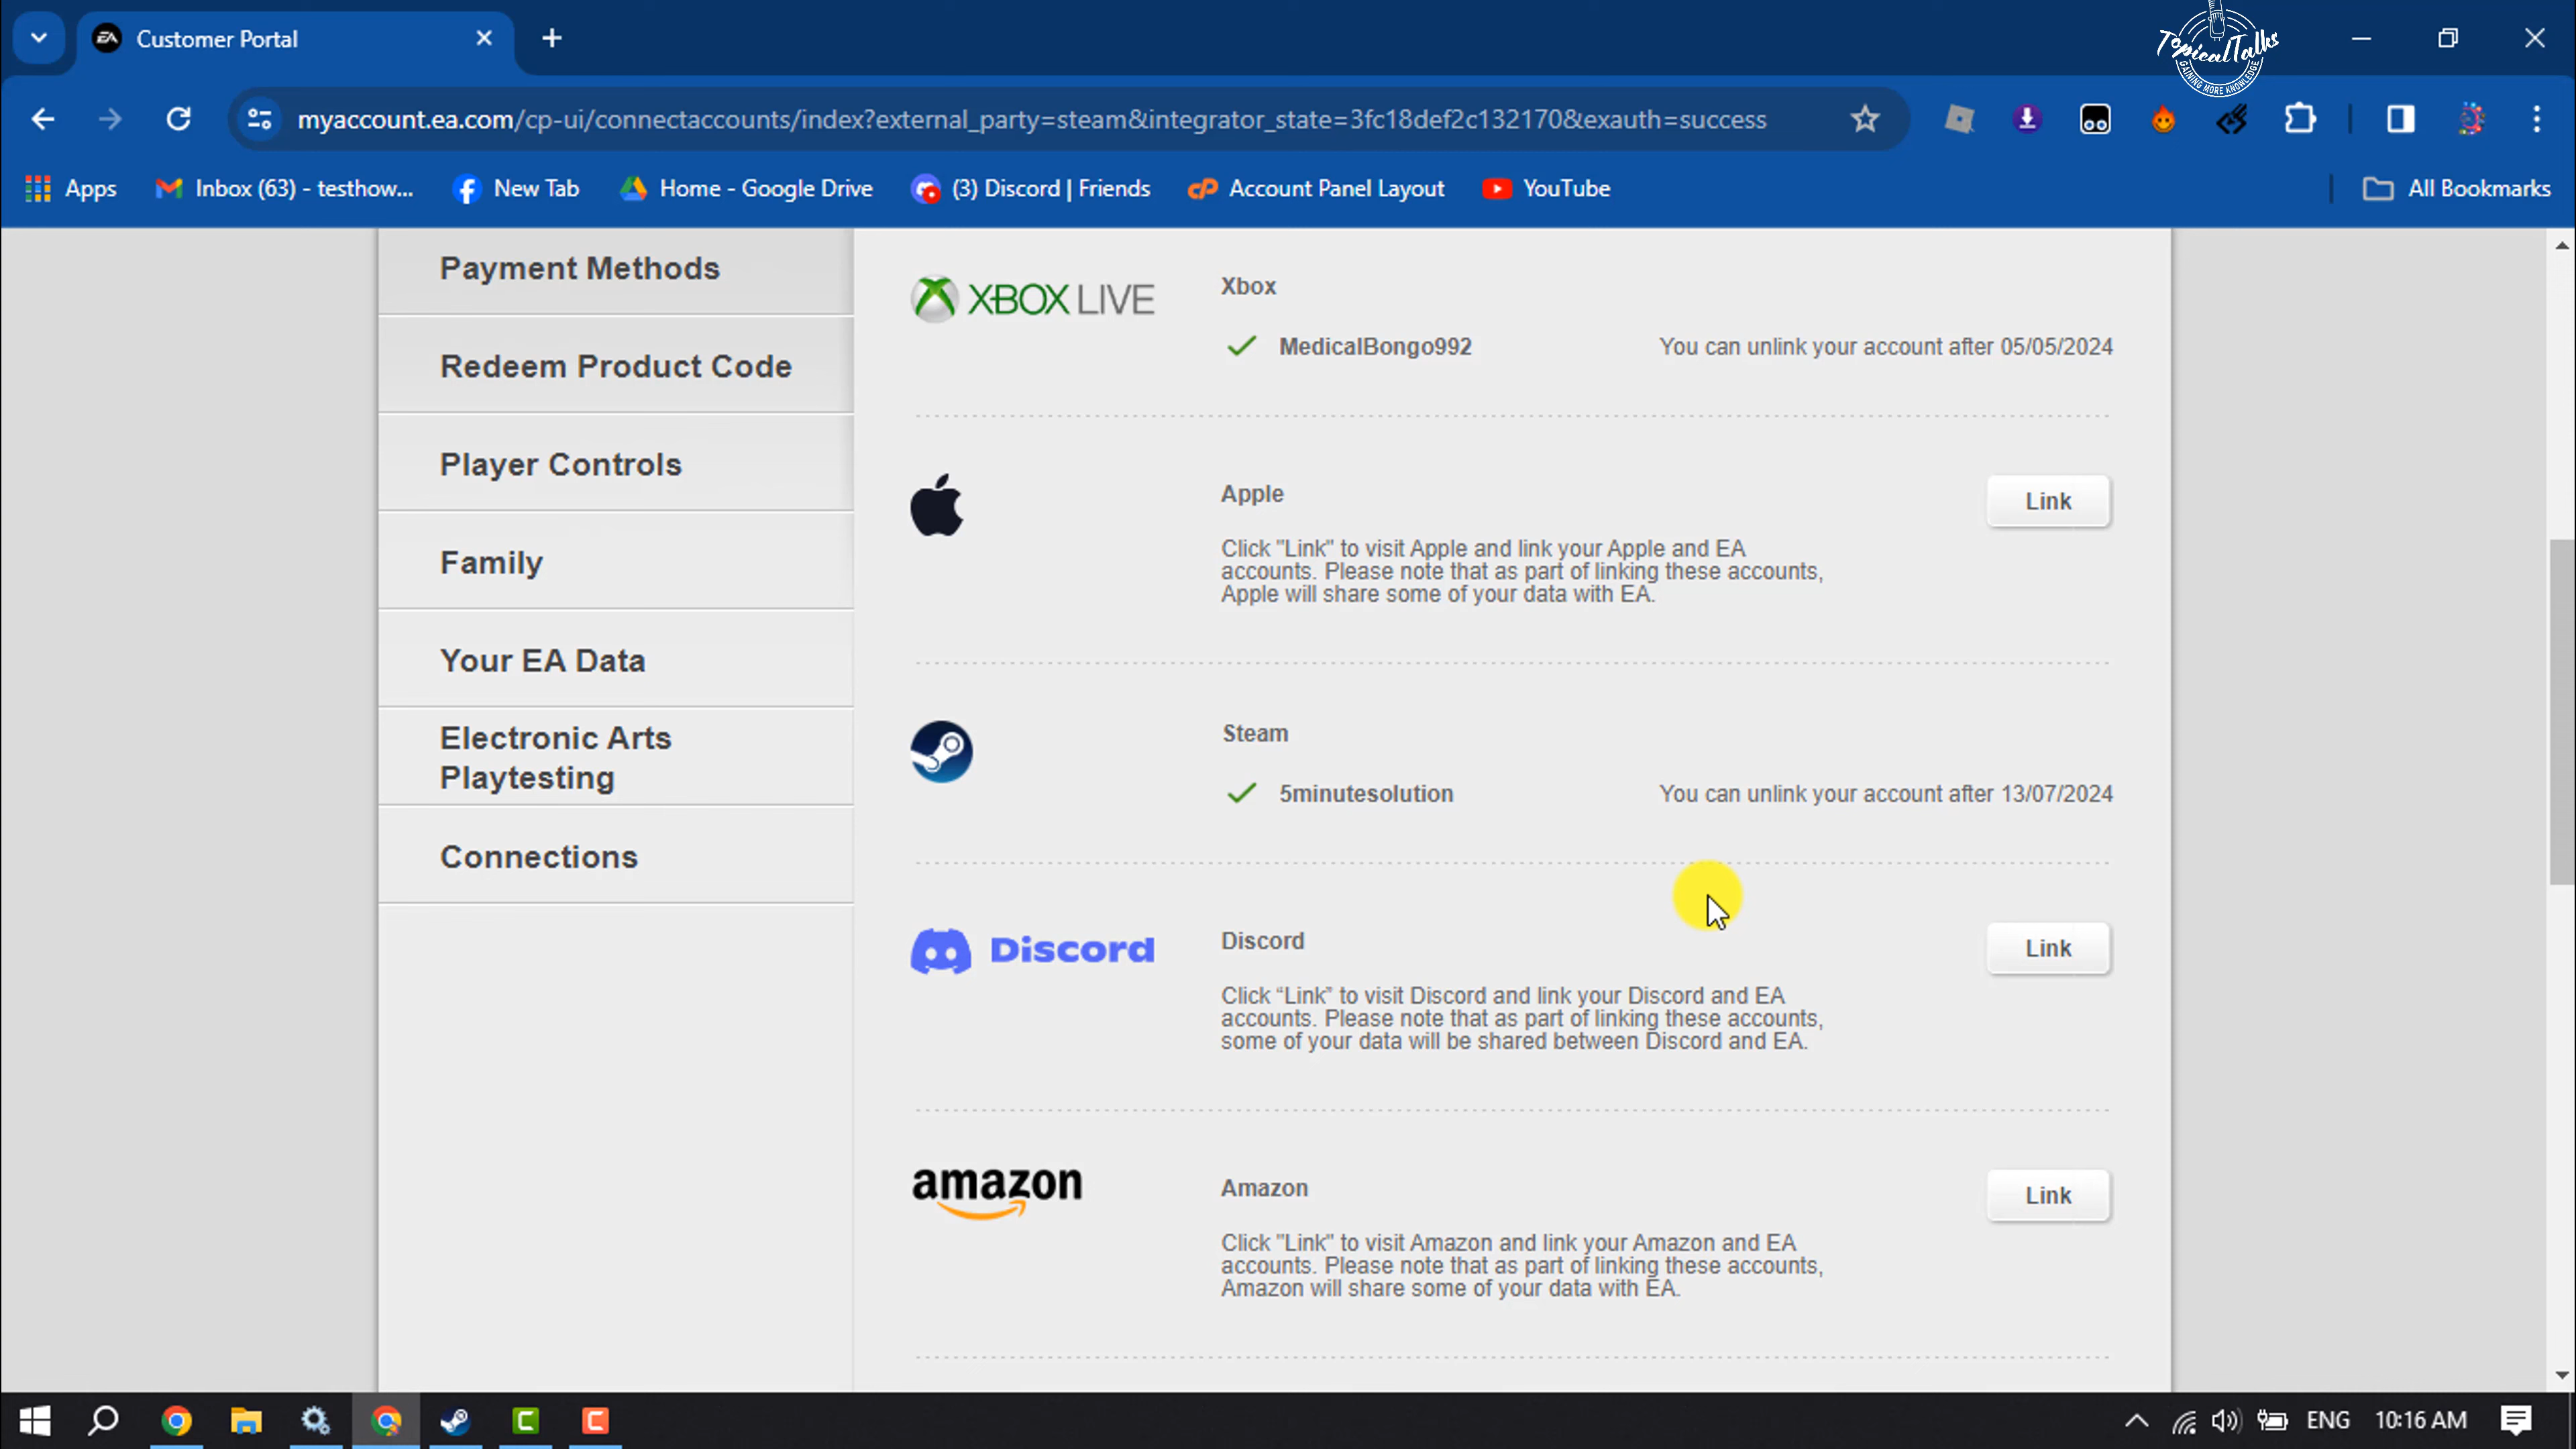 Customer Portal
TopicalTalks
GAINING MORE KNOWLEDGE
myaccount.ea.com/cp-ui/connectaccounts/index?external_party=steam&integrator_state=3fc18def2c132170&exauth=success
Apps
Inbox (63) - testhow...
New Tab
Home - Google Drive
(3) Discord | Friends
Account Panel Layout
YouTube
All Bookmarks
Payment Methods
Redeem Product Code
Player Controls
Family
Your EA Data
Electronic Arts
Playtesting
Connections
XBOX LIVE
Xbox
MedicalBongo992
You can unlink your account after 05/05/2024
Apple
Link
Click "Link" to visit Apple and link your Apple and EA
accounts. Please note that as part of linking these accounts,
Apple will share some of your data with EA.
Steam
5minutesolution
You can unlink your account after 13/07/2024
Discord
Discord
Link
Click “Link” to visit Discord and link your Discord and EA
accounts. Please note that as part of linking these accounts,
some of your data will be shared between Discord and EA.
amazon
Amazon
Link
Click "Link" to visit Amazon and link your Amazon and EA
accounts. Please note that as part of linking these accounts,
Amazon will share some of your data with EA.
ENG
10:16 AM